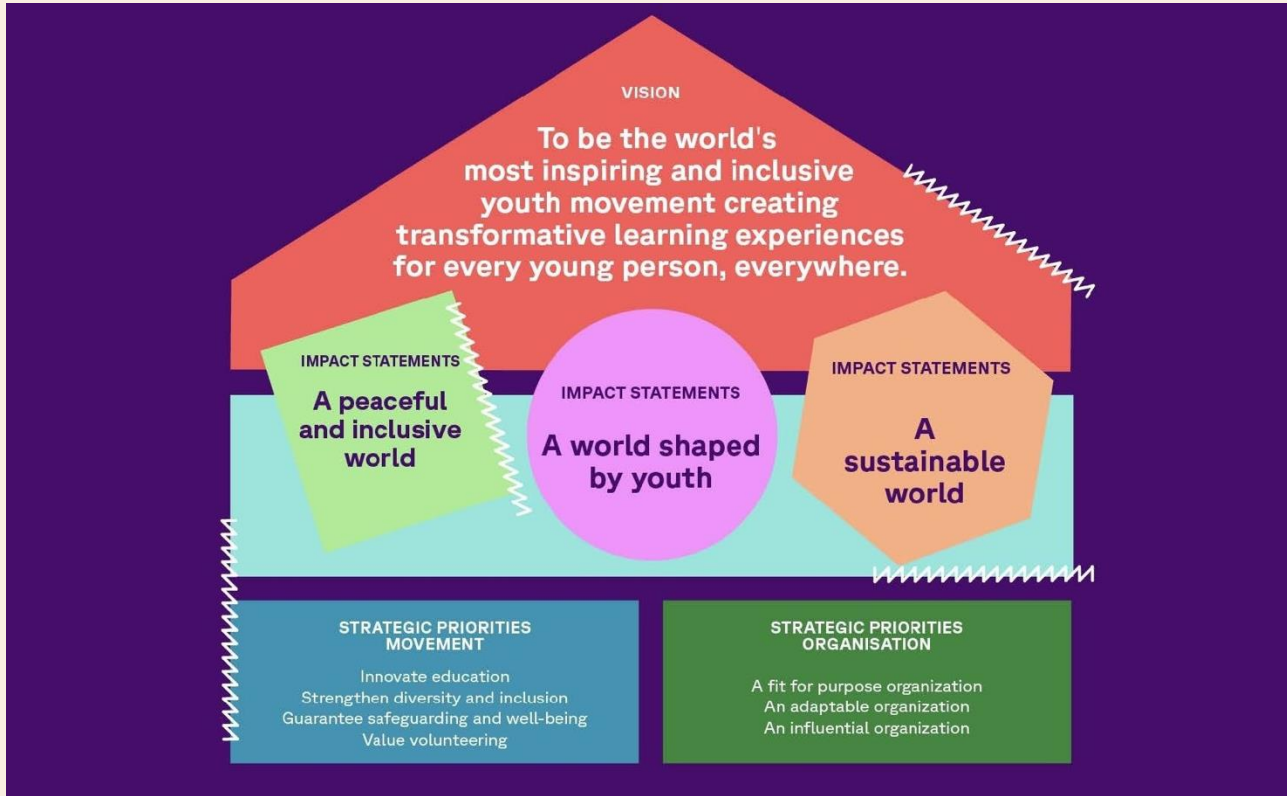 VISION
To be the world's
most inspiring and inclusive
youth movement creating
transformative learning experiences
for every young person, everywhere.
IMPACT STATEMENTS
A peaceful
and inclusive
world
IMPACT STATEMENTS
A world shaped
by youth
IMPACT STATEMENTS
A
sustainable
world
STRATEGIC PRIORITIES
MOVEMENT
Innovate education
Strengthen diversity and inclusion
Guarantee safeguarding and well-being
Value volunteering
STRATEGIC PRIORITIES
ORGANISATION
A fit for purpose organization
An adaptable organization
An influential organization